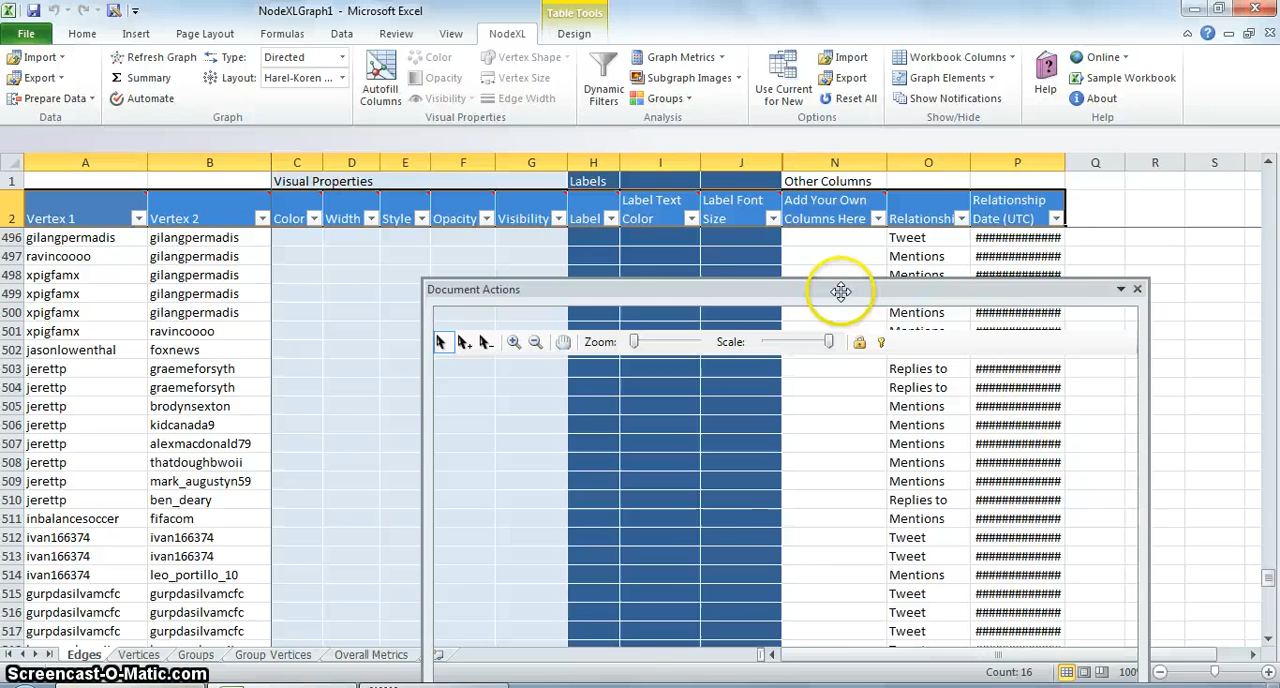 NodeXLGraph1 - Microsoft Excel
Table Tools
File Home Insert Page Layout Formulas Data Review View NodeXL Design
Import Refresh Graph Type: Directed Color Vertex Shape Graph Metrics Import Workbook Columns Online
Export Summary Layout: Harel-Koren ... Opacity Vertex Size Subgraph Images Export Graph Elements Sample Workbook
Prepare Data Automate Autofill Columns Visibility Edge Width Dynamic Filters Groups Use Current for New Reset All Show Notifications Help About
Data Graph Visual Properties Analysis Options Show/Hide Help
A B C D E F G H I J N O P Q R S
1 Visual Properties Labels Other Columns
2 Vertex 1 Vertex 2 Color Width Style Opacity Visibility Label Label Text Color Label Font Size Add Your Own Columns Here Relationshi Relationship Date (UTC)
496 gilangpermadis gilangpermadis Tweet #############
497 ravincoooo gilangpermadis Mentions #############
498 xpigfamx gilangpermadis Mentions #############
Document Actions
499 xpigfamx gilangpermadis
500 xpigfamx gilangpermadis Mentions #############
501 xpigfamx ravincoooo Mentions #############
Zoom: Scale:
502 jasonlowenthal foxnews
503 jerettp graemeforsyth Replies to #############
504 jerettp graemeforsyth Replies to #############
505 jerettp brodynsexton Mentions #############
506 jerettp kidcanada9 Mentions #############
507 jerettp alexmacdonald79 Mentions #############
508 jerettp thatdoughbwoii Mentions #############
509 jerettp mark_augustyn59 Mentions #############
510 jerettp ben_deary Replies to #############
511 inbalancesoccer fifacom Mentions #############
512 ivan166374 ivan166374 Tweet #############
513 ivan166374 ivan166374 Tweet #############
514 ivan166374 leo_portillo_10 Mentions #############
515 gurpdasilvamcfc gurpdasilvamcfc Tweet #############
516 gurpdasilvamcfc gurpdasilvamcfc Tweet #############
517 gurpdasilvamcfc gurpdasilvamcfc Tweet #############
Edges Vertices Groups Group Vertices Overall Metrics
Screencast-O-Matic.com Count: 16 100